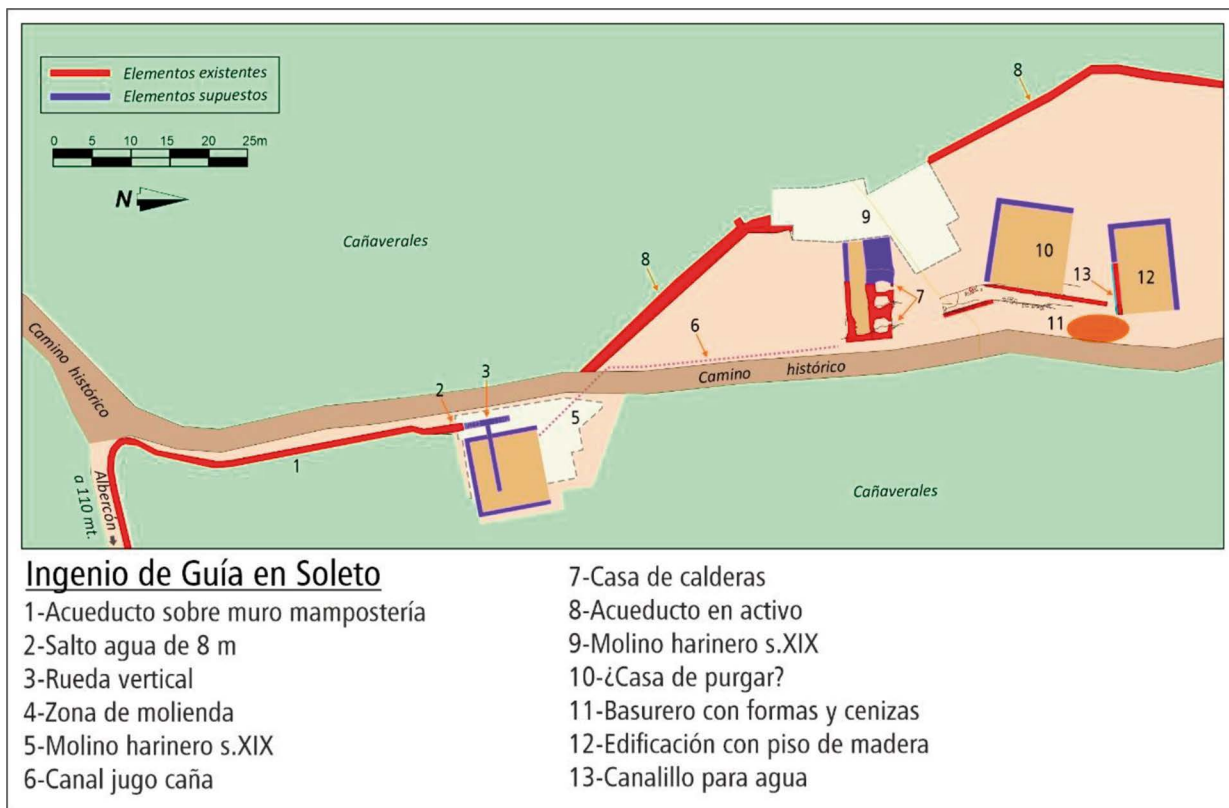 Elementos existentes
Elementos supuestos
0 5 10 15 20 25m
N
Cañaverales
8
8
9
10
12
13
11
7
6
Camino histórico
Camino histórico
2
3
5
1
Cañaverales
Albercón
a 110 mt.
Ingenio de Guía en Soleto
1-Acueducto sobre muro mampostería
2-Salto agua de 8 m
3-Rueda vertical
4-Zona de molienda
5-Molino harinero s.XIX
6-Canal jugo caña
7-Casa de calderas
8-Acueducto en activo
9-Molino harinero s.XIX
10-¿Casa de purgar?
11-Basurero con formas y cenizas
12-Edificación con piso de madera
13-Canalillo para agua